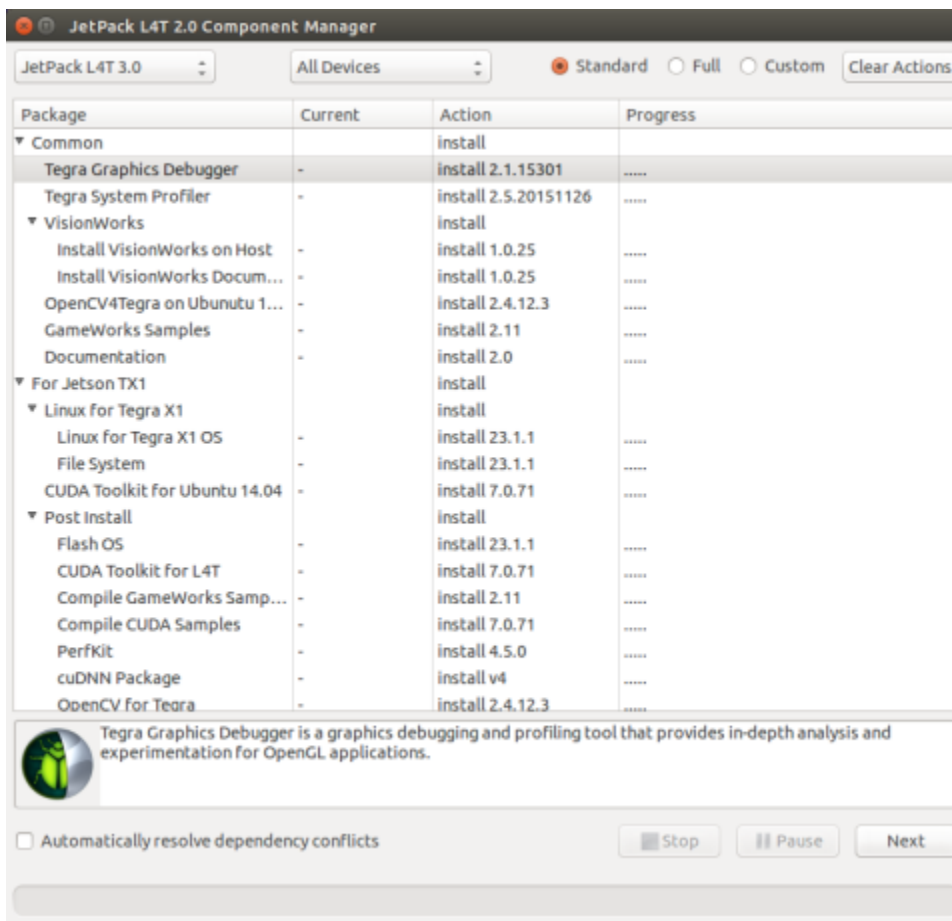 JetPack L4T 2.0 Component Manager
JetPack L4T 3.0 All Devices Standard Full Custom Clear Actions
Package Current Action Progress
Common install
Tegra Graphics Debugger - install 2.1.15301 .....
Tegra System Profiler - install 2.5.20151126 .....
VisionWorks install
Install VisionWorks on Host - install 1.0.25 .....
Install VisionWorks Docum... - install 1.0.25 .....
OpenCV4Tegra on Ubunutu 1... - install 2.4.12.3 .....
GameWorks Samples - install 2.11 .....
Documentation - install 2.0 .....
For Jetson TX1 install
Linux for Tegra X1 install
Linux for Tegra X1 OS - install 23.1.1 .....
File System - install 23.1.1 .....
CUDA Toolkit for Ubuntu 14.04 - install 7.0.71 .....
Post Install install
Flash OS - install 23.1.1 .....
CUDA Toolkit for L4T - install 7.0.71 .....
Compile GameWorks Samp... - install 2.11 .....
Compile CUDA Samples - install 7.0.71 .....
PerfKit - install 4.5.0 .....
cuDNN Package - install v4 .....
OpenCV for Tegra - install 2.4.12.3 .....
Tegra Graphics Debugger is a graphics debugging and profiling tool that provides in-depth analysis and
experimentation for OpenGL applications.
Automatically resolve dependency conflicts Stop Pause Next